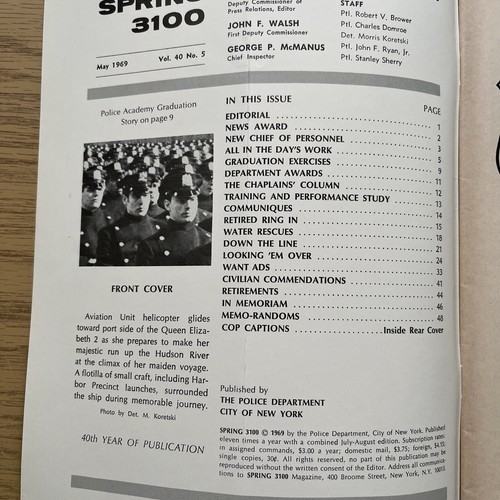 SPRING
3100
May 1969 Vol. 40 No. 5
Deputy Commissioner of
Press Relations, Editor
JOHN F. WALSH
First Deputy Commissioner
GEORGE P. McMANUS
Chief Inspector
STAFF
Ptl. Robert V. Brower
Ptl. Charles Domroe
Det. Morris Koretski
Ptl. John F. Ryan, Jr.
Ptl. Stanley Sherry
Police Academy Graduation
Story on page 9
FRONT COVER
Aviation Unit helicopter glides
toward port side of the Queen Eliza-
beth 2 as she prepares to make her
majestic run up the Hudson River
at the climax of her maiden voyage.
A flotilla of small craft, including Har-
bor Precinct launches, surrounded
the ship during memorable journey.
Photo by Det. M. Koretski
40th YEAR OF PUBLICATION
IN THIS ISSUE PAGE
EDITORIAL 1
NEWS AWARD 2
NEW CHIEF OF PERSONNEL 3
ALL IN THE DAY'S WORK 5
GRADUATION EXERCISES 9
DEPARTMENT AWARDS 11
THE CHAPLAINS' COLUMN 12
TRAINING AND PERFORMANCE STUDY 13
COMMUNIQUES 14
RETIRED RING IN 15
WATER RESCUES 18
DOWN THE LINE 21
LOOKING 'EM OVER 24
WANT ADS 33
CIVILIAN COMMENDATIONS 41
RETIREMENTS 44
IN MEMORIAM 46
MEMO-RANDOMS 48
COP CAPTIONS Inside Rear Cover
Published by
THE POLICE DEPARTMENT
CITY OF NEW YORK
SPRING 3100 © 1969 by the Police Department, City of New York. Published
eleven times a year with a combined July-August edition. Subscription rates:
in assigned commands, $3.00 a year; domestic mail, $3.75; foreign, $4.15;
single copies, 30¢. All rights reserved, no part of this publication may be
reproduced without the written consent of the Editor. Address all communica-
tions to SPRING 3100 Magazine, 400 Broome Street, New York, N.Y. 10013.